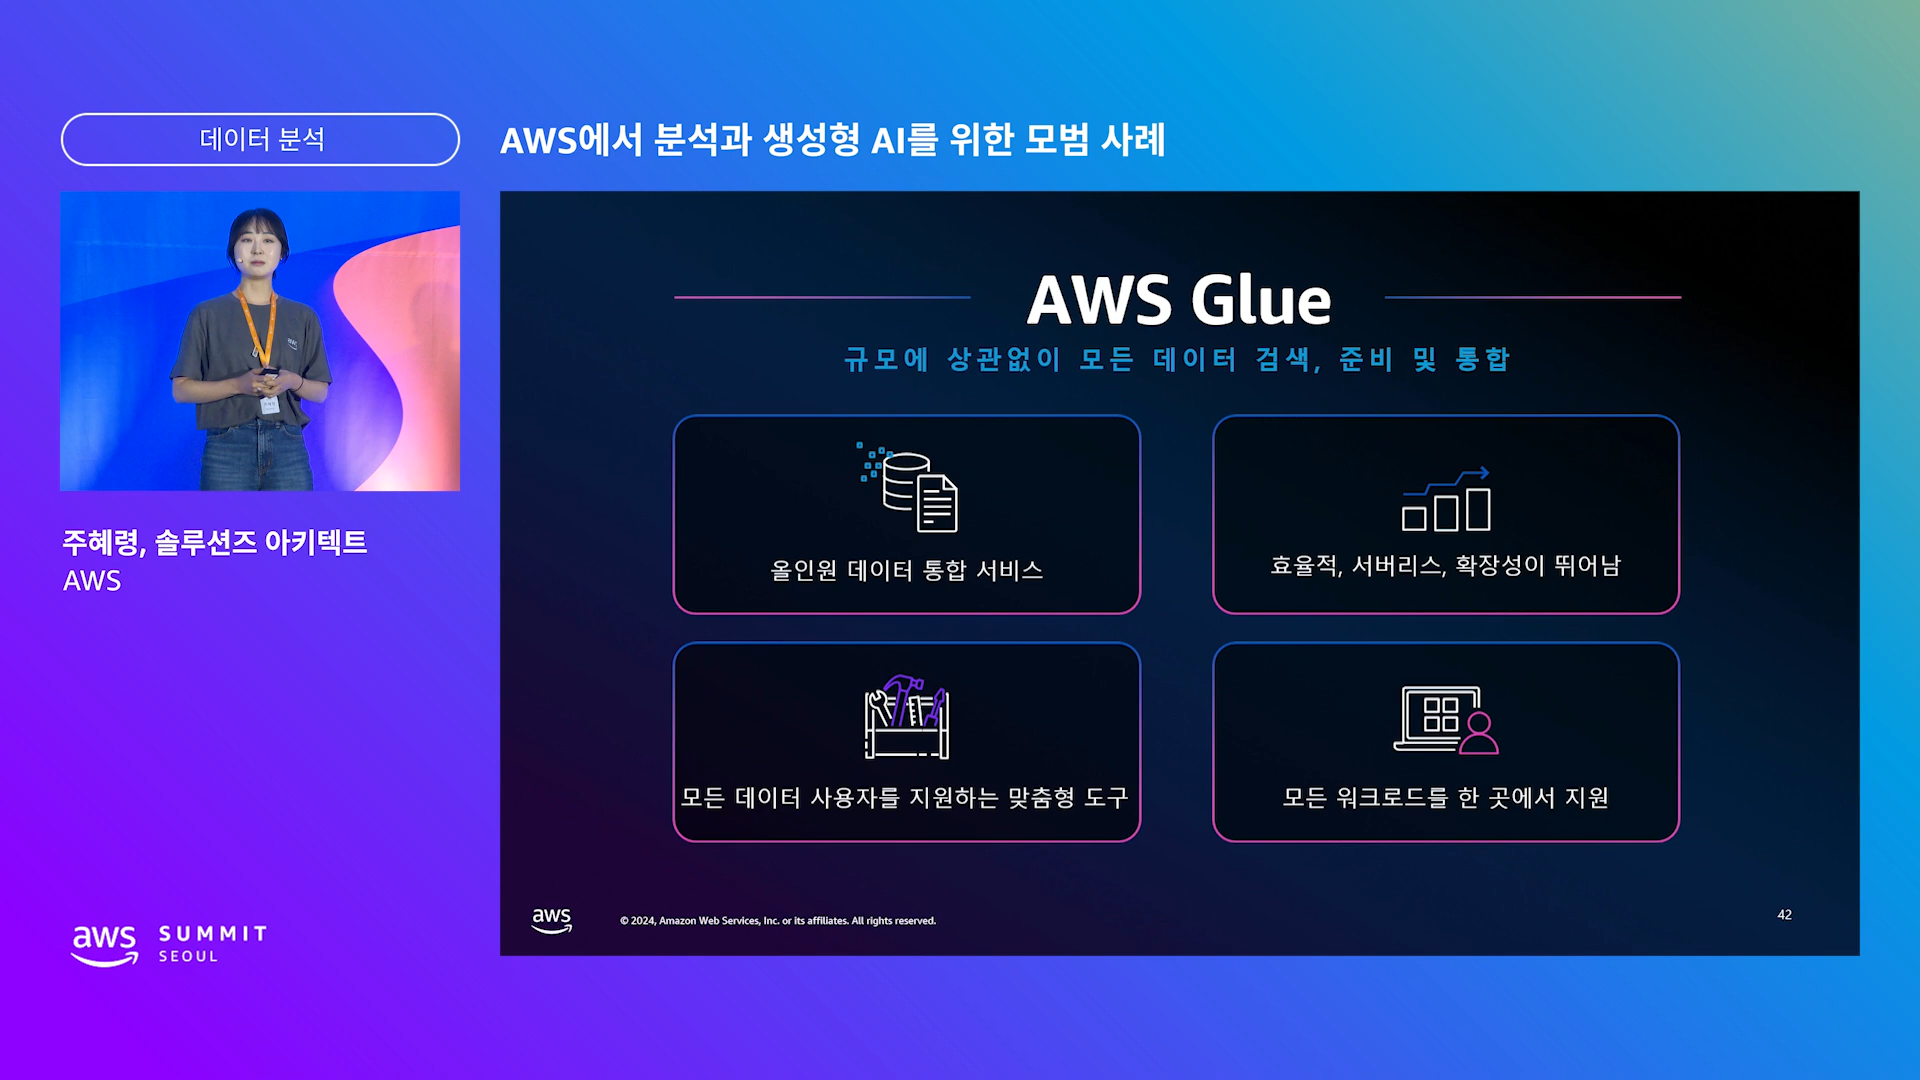 데이터 분석
AWS에서 분석과 생성형 AI를 위한 모범 사례
주혜령, 솔루션즈 아키텍트
AWS
AWS Glue
규모에 상관없이 모든 데이터 검색, 준비 및 통합
올인원 데이터 통합 서비스
효율적, 서버리스, 확장성이 뛰어남
모든 데이터 사용자를 지원하는 맞춤형 도구
모든 워크로드를 한 곳에서 지원
aws
© 2024, Amazon Web Services, Inc. or its affiliates. All rights reserved.
42
aws
SUMMIT
SEOUL